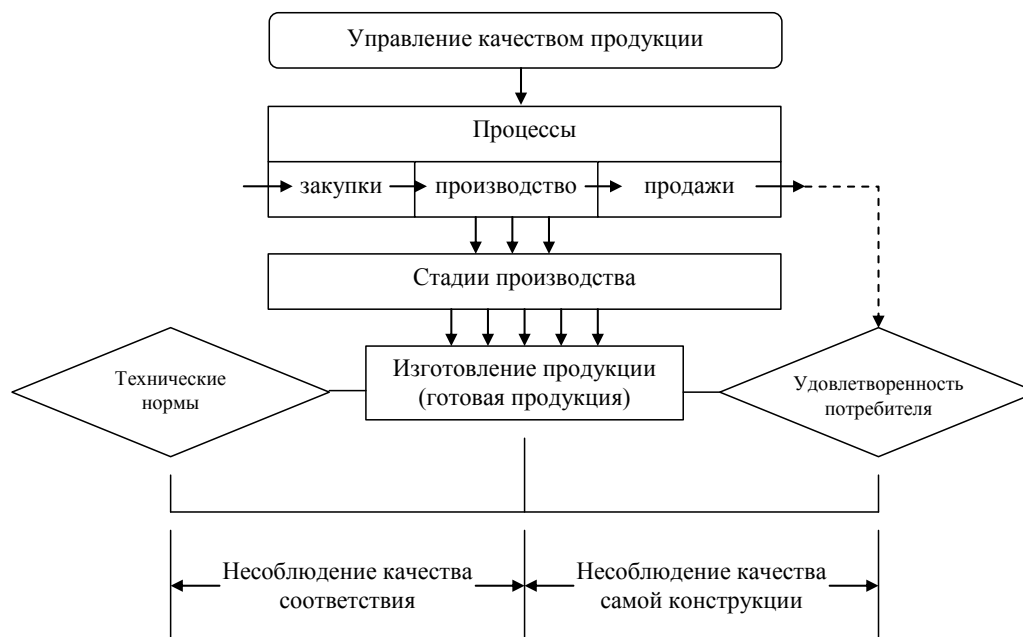 Управление качеством продукции
Процессы
закупки
производство
продажи
Стадии производства
Изготовление продукции
(готовая продукция)
Технические
нормы
Удовлетворенность
потребителя
Несоблюдение качества
соответствия
Несоблюдение качества
самой конструкции